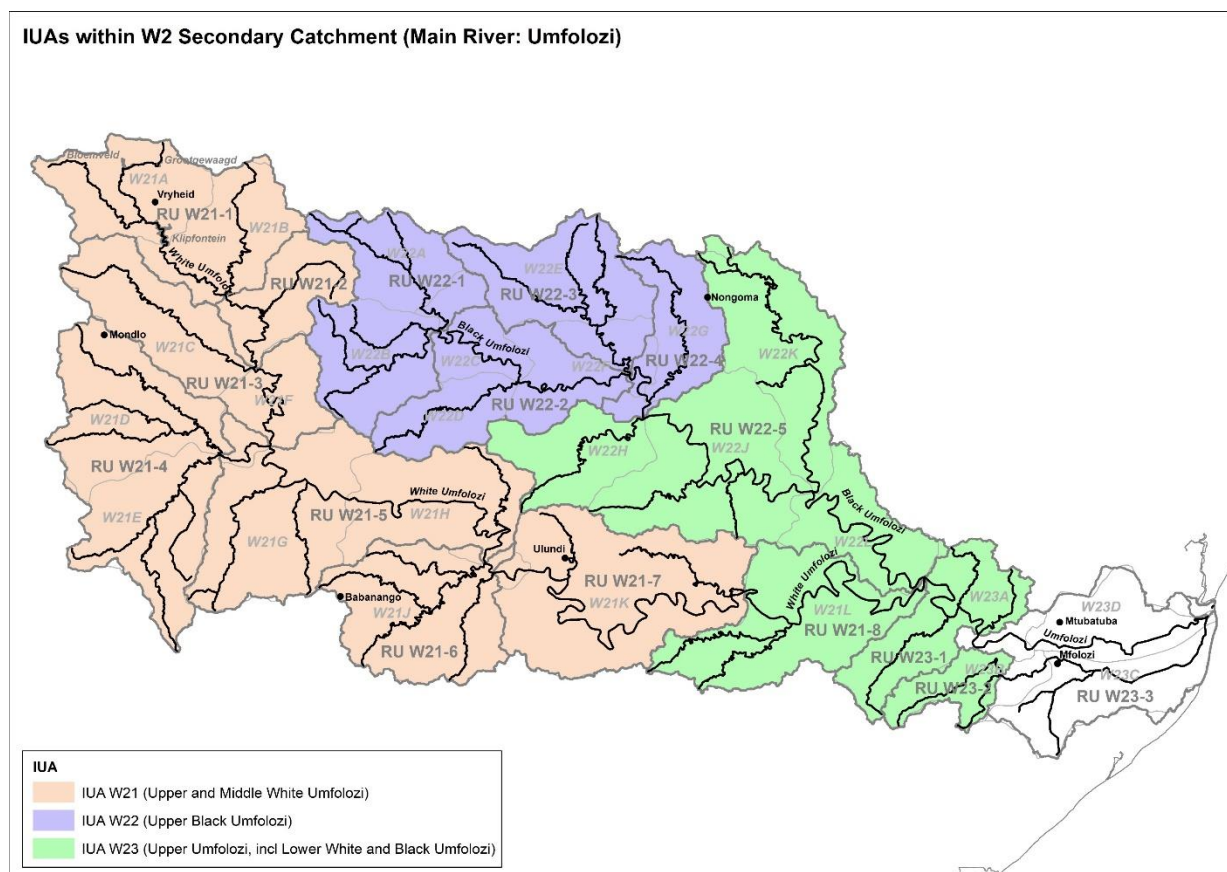 IUAs within W2 Secondary Catchment (Main River: Umfolozi)
Bloemveld
Grootgewaagd
W21A
Vryheid
RU W21-1
W21B
Klipfontein
White Umfolozi
RU W21-2
W22A
RU W22-1
W22E
RU W22-3
Nongoma
Mondlo
W21C
Black Umfolozi
W22G
W22B
W22C
W22F
RU W22-4
W22K
RU W21-3
W21F
W21D
W22D
RU W22-2
RU W22-5
W22H
W22J
RU W21-4
White Umfolozi
W21E
W21G
RU W21-5
W21H
Black Umfolozi
Ulundi
RU W21-7
White Umfolozi
Babanango
W21J
W21K
W21L
W23A
W23D
RU W21-8
Mtubatuba
Umfolozi
RU W21-6
RU W23-1
Mfolozi
W23B
W23C
RU W23-2
RU W23-3
IUA
IUA W21 (Upper and Middle White Umfolozi)
IUA W22 (Upper Black Umfolozi)
IUA W23 (Upper Umfolozi, incl Lower White and Black Umfolozi)